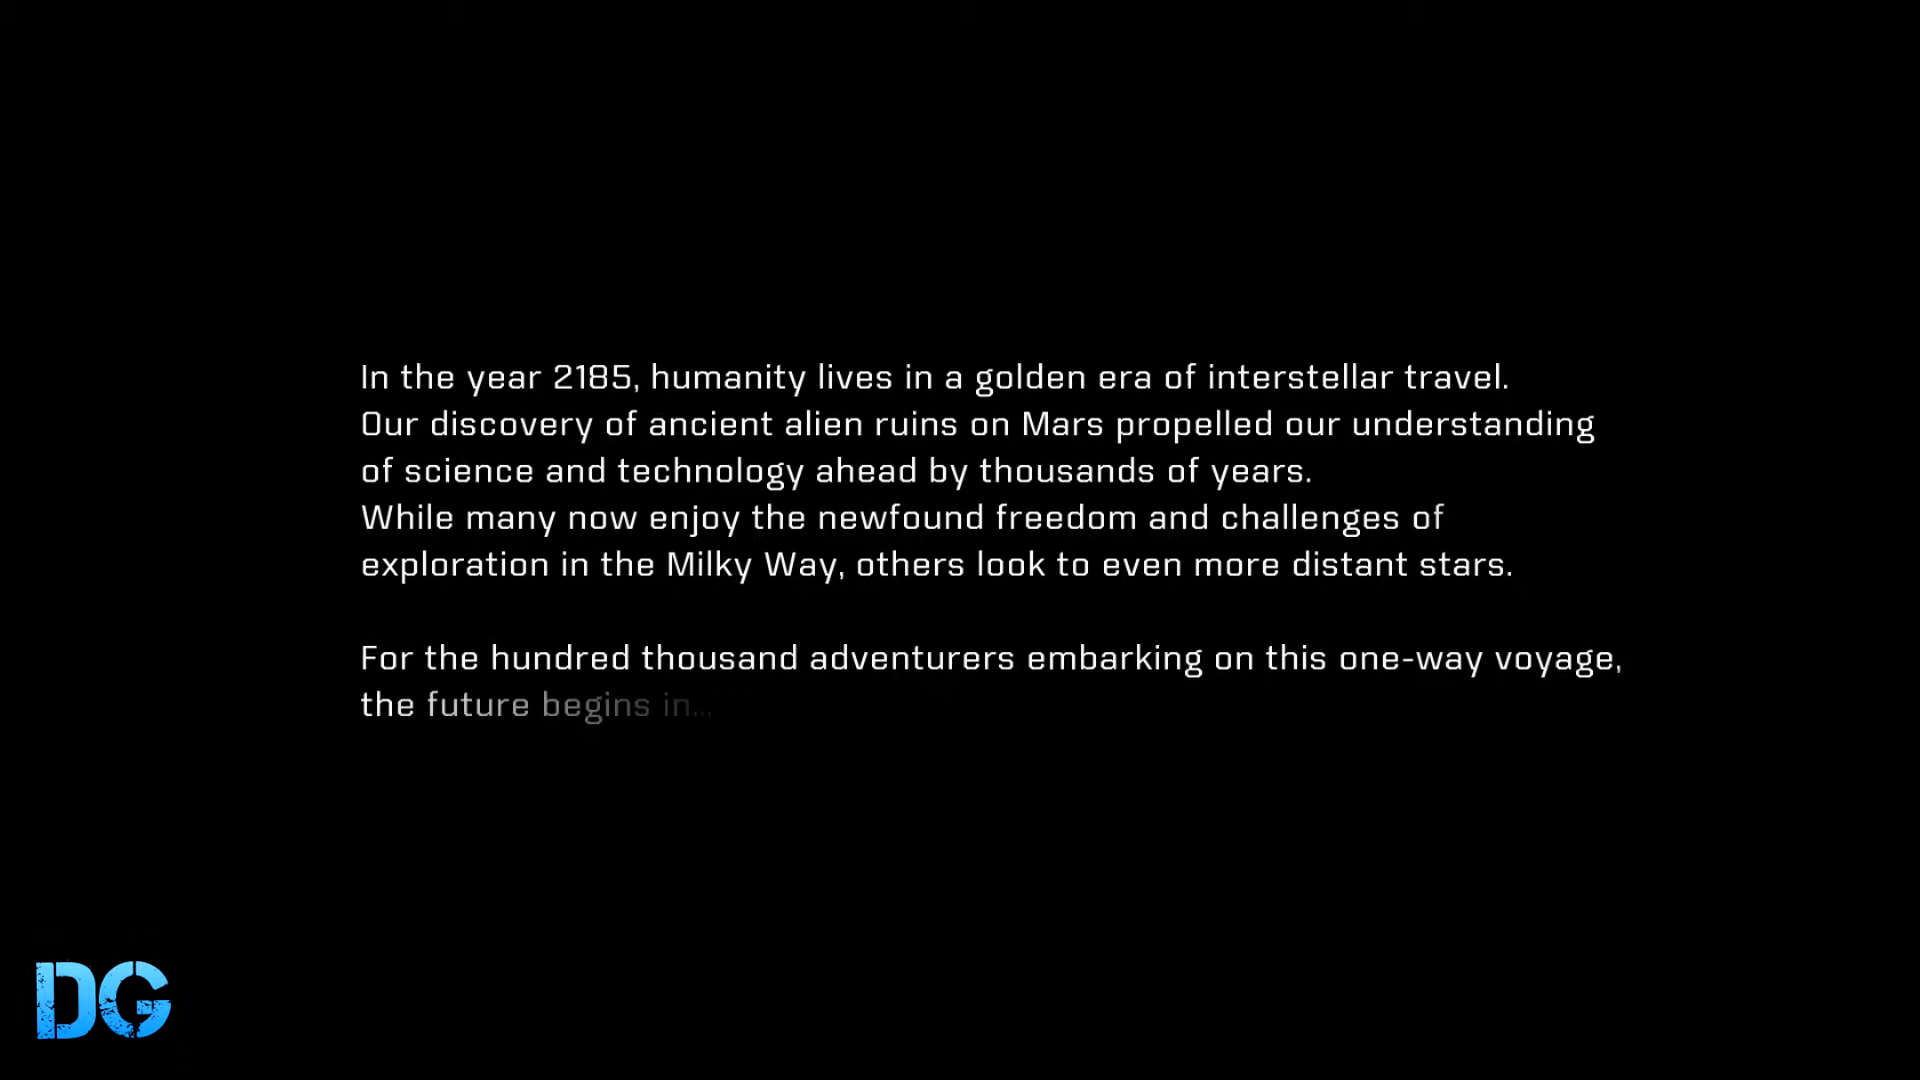 In the year 2185, humanity lives in a golden era of interstellar travel.
Our discovery of ancient alien ruins on Mars propelled our understanding
of science and technology ahead by thousands of years.
While many now enjoy the newfound freedom and challenges of
exploration in the Milky Way, others look to even more distant stars.
For the hundred thousand adventurers embarking on this one-way voyage,
the future begins in...
DG